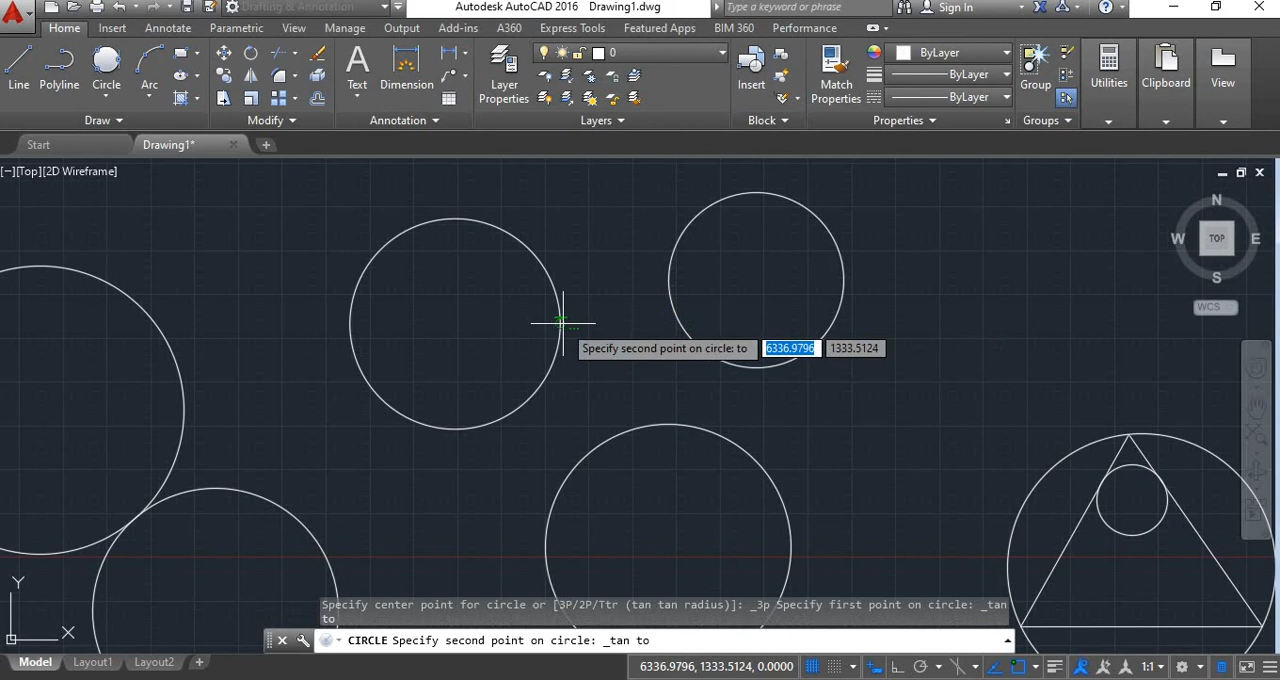 Drafting & Annotation
Autodesk AutoCAD 2016 Drawing1.dwg
Type a keyword or phrase
Sign In
Home Insert Annotate Parametric View Manage Output Add-ins A360 Express Tools Featured Apps BIM 360 Performance
Line Polyline Circle Arc
Text Dimension
Layer Properties
0
Insert
Match Properties
ByLayer
ByLayer
ByLayer
Group
Utilities
Clipboard
View
Draw Modify Annotation Layers Block Properties Groups
Start Drawing1*
[−][Top][2D Wireframe]
N
W TOP E
S
WCS
Specify second point on circle: to 6336.9796 1333.5124
Y
X
Specify center point for circle or [3P/2P/Ttr (tan tan radius)]: _3p Specify first point on circle: _tan
to
CIRCLE Specify second point on circle: _tan to
Model Layout1 Layout2
6336.9796, 1333.5124, 0.0000
MODEL
1:1